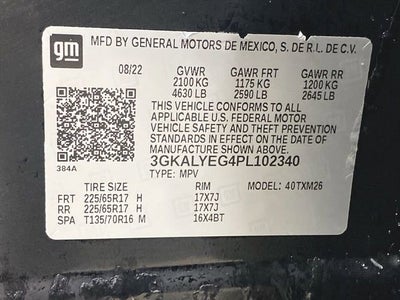 gm MFD BY GENERAL MOTORS DE MEXICO, S. DE R.L. DE C.V.
08/22 GVWR GAWR FRT GAWR RR
2100 KG 1175 KG 1200 KG
4630 LB 2590 LB 2645 LB
THIS VEHICLE CONFORMS TO ALL
APPLICABLE U.S. FEDERAL MOTOR
VEHICLE SAFETY AND THEFT PREVENTION
STANDARDS IN EFFECT ON THE DATE OF
MANUFACTURE SHOWN ABOVE.
384A 3GKALYEG4PL102340
TYPE: MPV
TIRE SIZE RIM MODEL: 40TXM26
FRT 225/65R17 H 17X7J
RR 225/65R17 H 17X7J
SPA T135/70R16 M 16X4BT